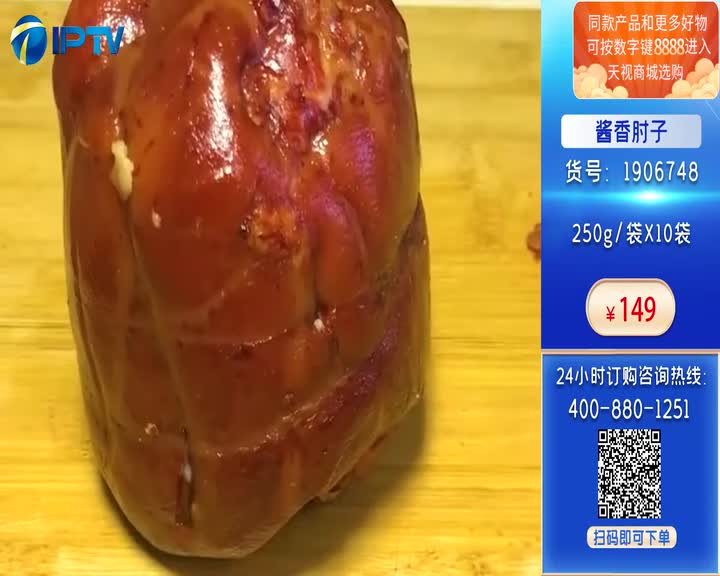 IPTV
同款产品和更多好物
可按数字键8888进入
天视商城选购
酱香肘子
货号: 1906748
250g/袋X10袋
¥149
24小时订购咨询热线:
400-880-1251
扫码即可下单